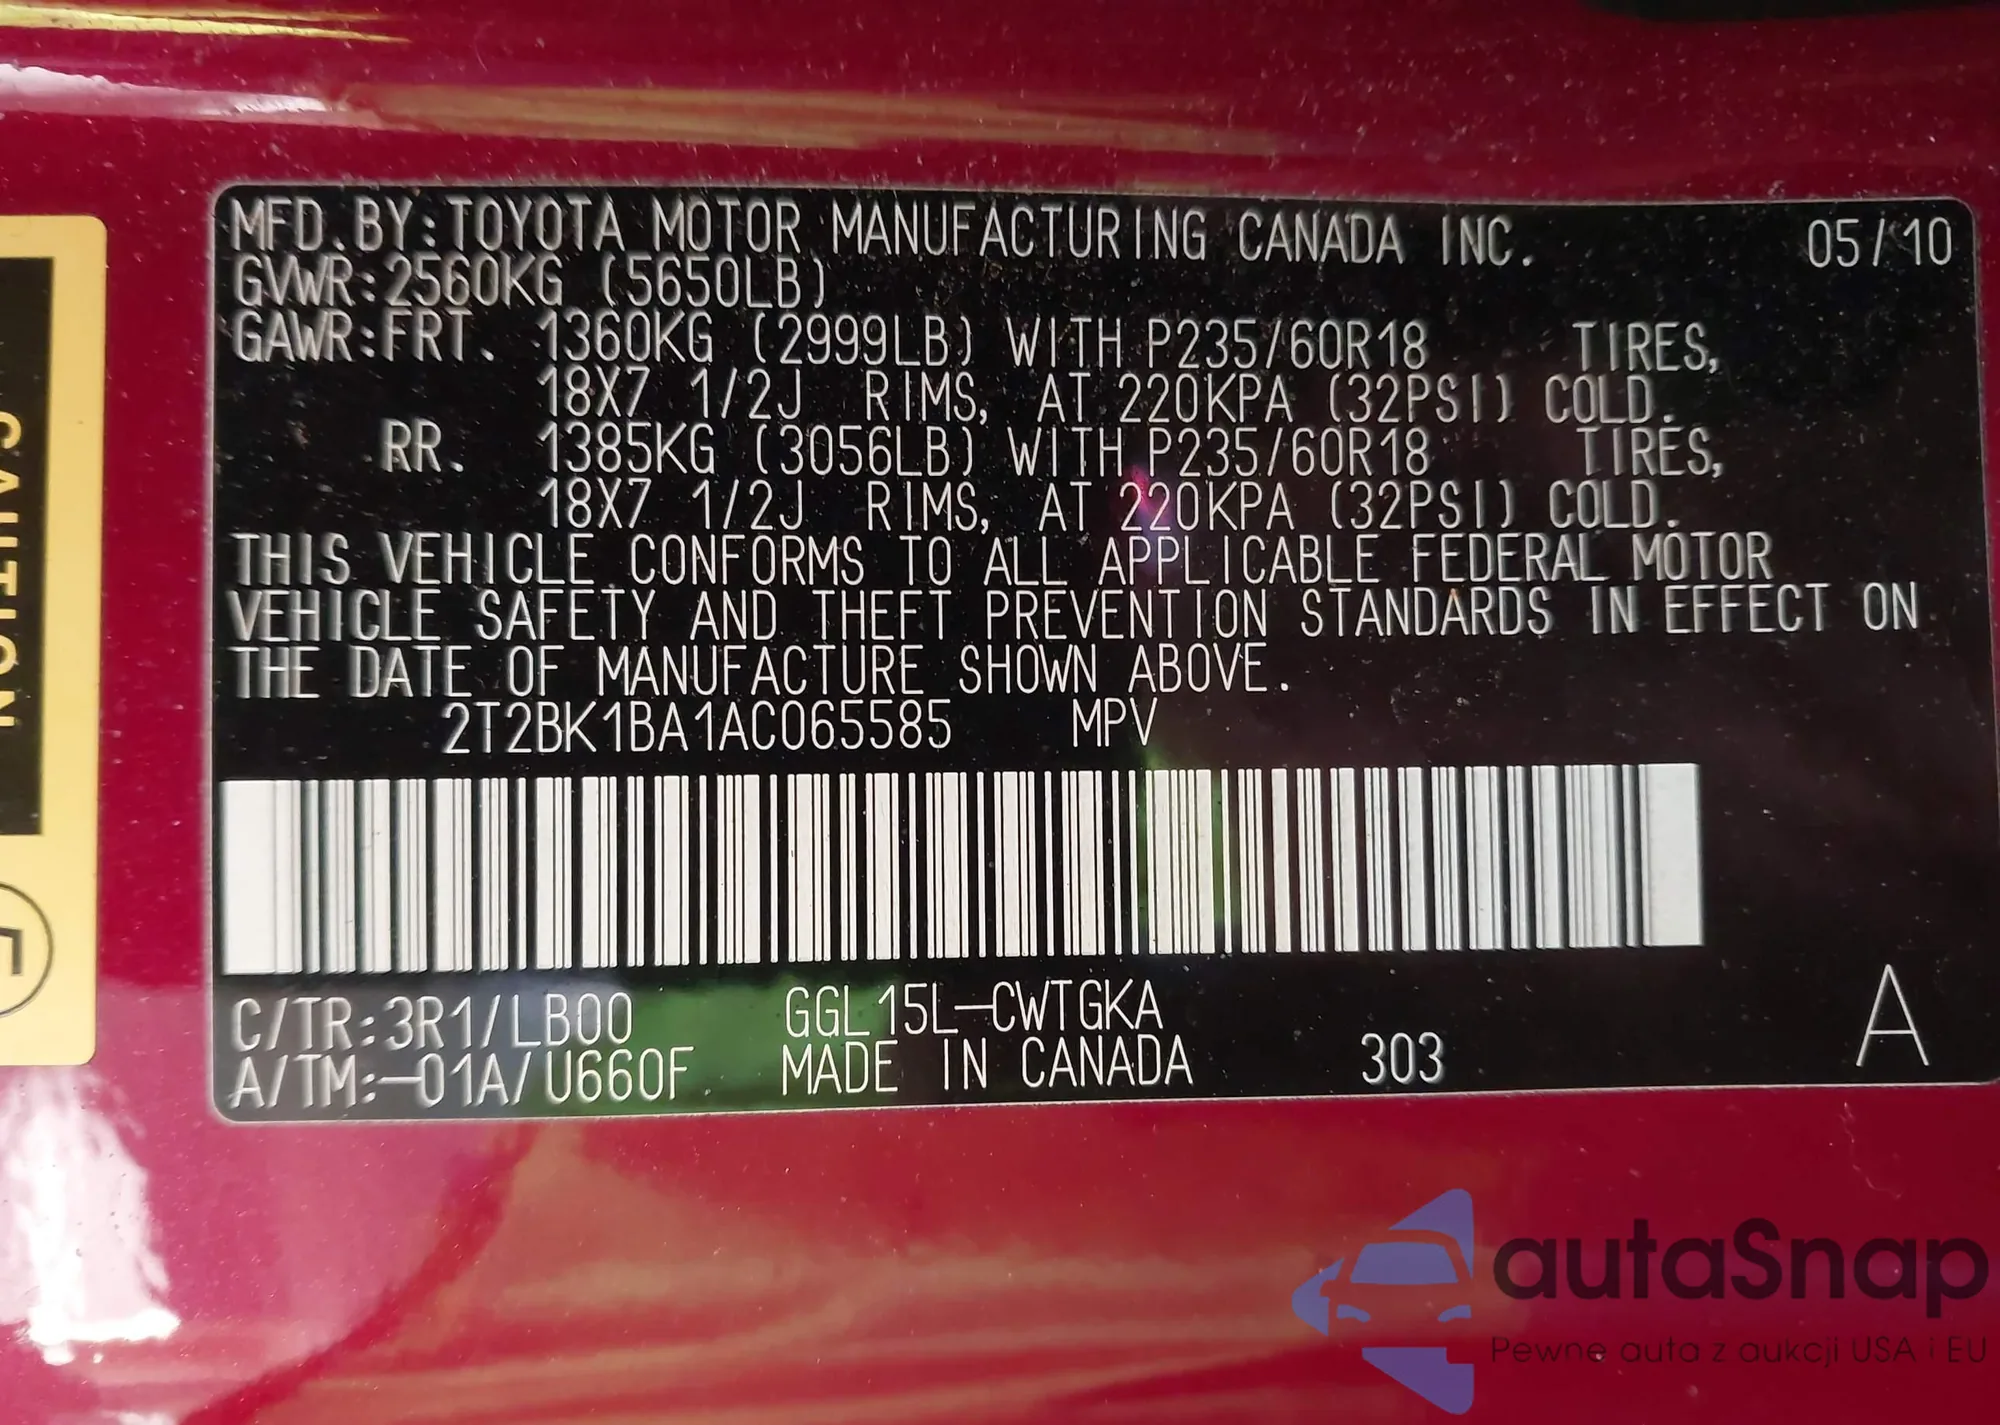 MFD.BY:TOYOTA MOTOR MANUFACTURING CANADA INC. 05/10
GVWR:2560KG (5650LB)
GAWR:FRT. 1360KG (2999LB) WITH P235/60R18 TIRES,
18X7 1/2J RIMS, AT 220KPA (32PSI) COLD.
RR. 1385KG (3056LB) WITH P235/60R18 TIRES,
18X7 1/2J RIMS, AT 220KPA (32PSI) COLD.
THIS VEHICLE CONFORMS TO ALL APPLICABLE FEDERAL MOTOR
VEHICLE SAFETY AND THEFT PREVENTION STANDARDS IN EFFECT ON
THE DATE OF MANUFACTURE SHOWN ABOVE.
2T2BK1BA1AC065585 MPV
C/TR:3R1/LB00 GGL15L-CWTGKA
A/TM:-01A/U660F MADE IN CANADA 303 A
CAUTION
autaSnap
Pewne auta z aukcji USA i EU